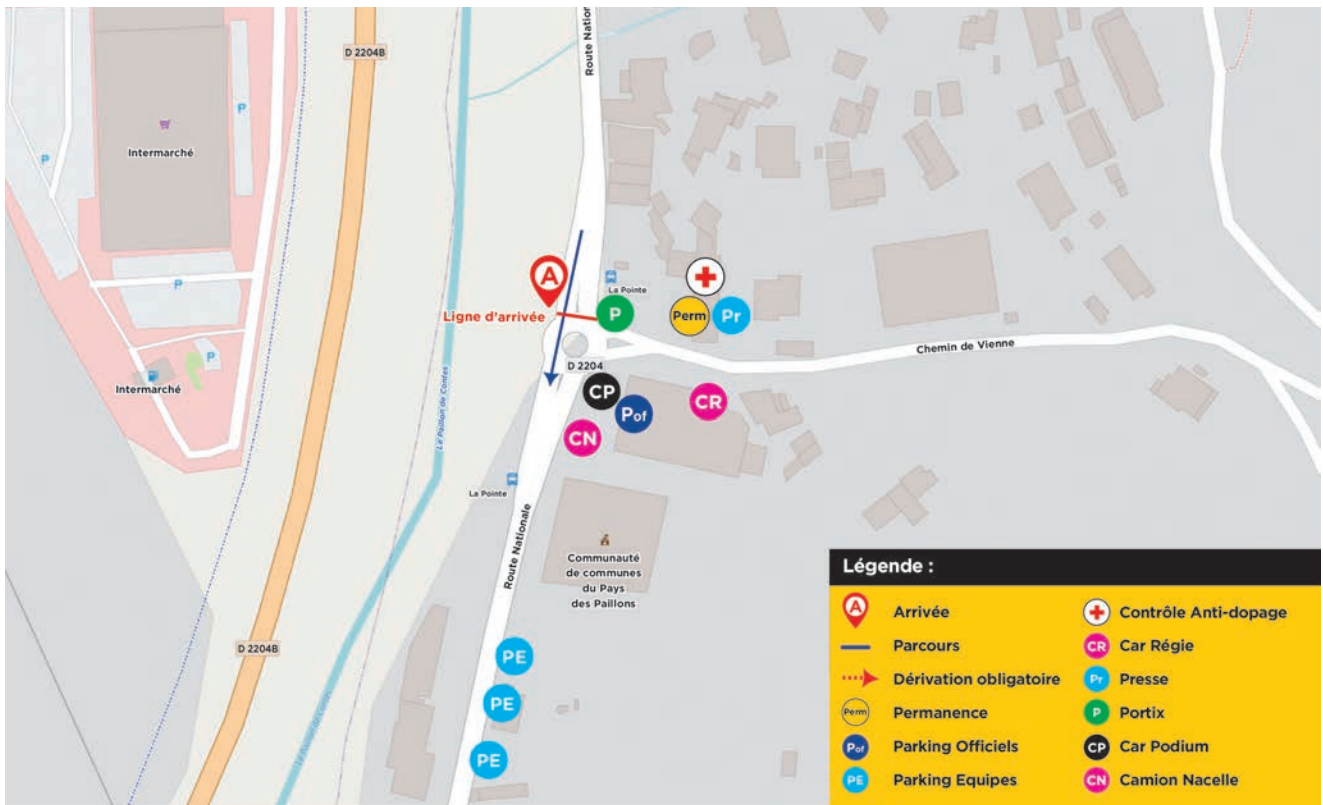 D 2204B
Route Nation
P
Intermarché
P
P
A
La Pointe
Ligne d'arrivée
P
Perm
Pr
Chemin de Vienne
P
Intermarché
D 2204
Le Paillon de Contes
CP
Pof
CR
CN
La Pointe
Route Nationale
Communauté
de communes
du Pays
des Paillons
D 2204B
PE
PE
PE
Légende :
A Arrivée
Parcours
Dérivation obligatoire
Perm Permanence
Pof Parking Officiels
PE Parking Equipes
Contrôle Anti-dopage
CR Car Régie
Pr Presse
P Portix
CP Car Podium
CN Camion Nacelle